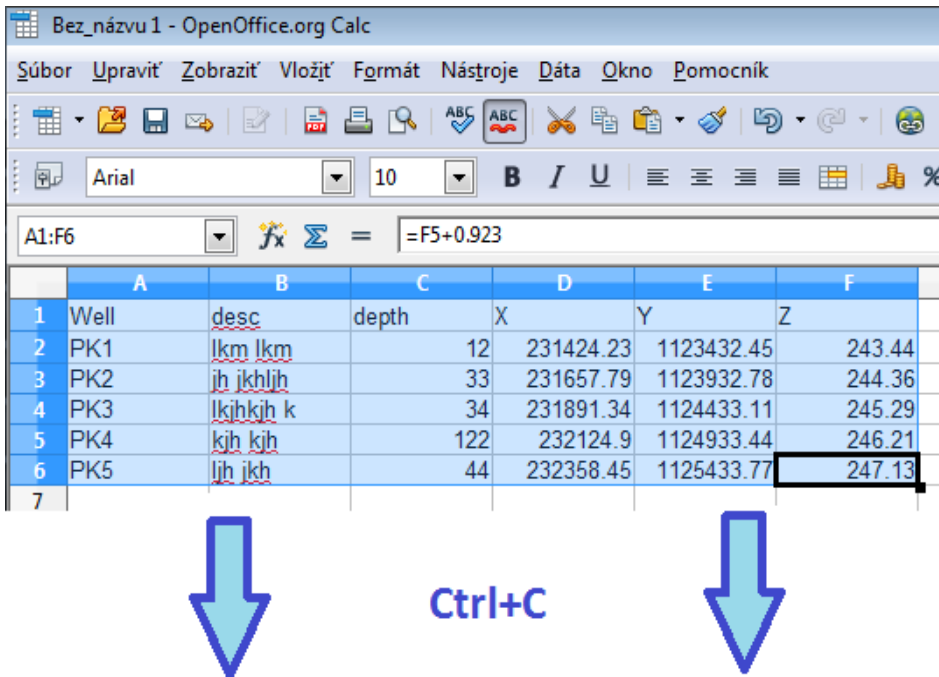 Bez_názvu 1 - OpenOffice.org Calc
Súbor Upraviť Zobraziť Vložiť Formát Nástroje Dáta Okno Pomocník
PDF ABC ABC
Arial 10 B I U %
A1:F6 fx Σ = =F5+0.923
A B C D E F
1 Well desc depth X Y Z
2 PK1 lkm lkm 12 231424.23 1123432.45 243.44
3 PK2 jh jkhljh 33 231657.79 1123932.78 244.36
4 PK3 lkjhkjh k 34 231891.34 1124433.11 245.29
5 PK4 kjh kjh 122 232124.9 1124933.44 246.21
6 PK5 ljh jkh 44 232358.45 1125433.77 247.13
7
Ctrl+C